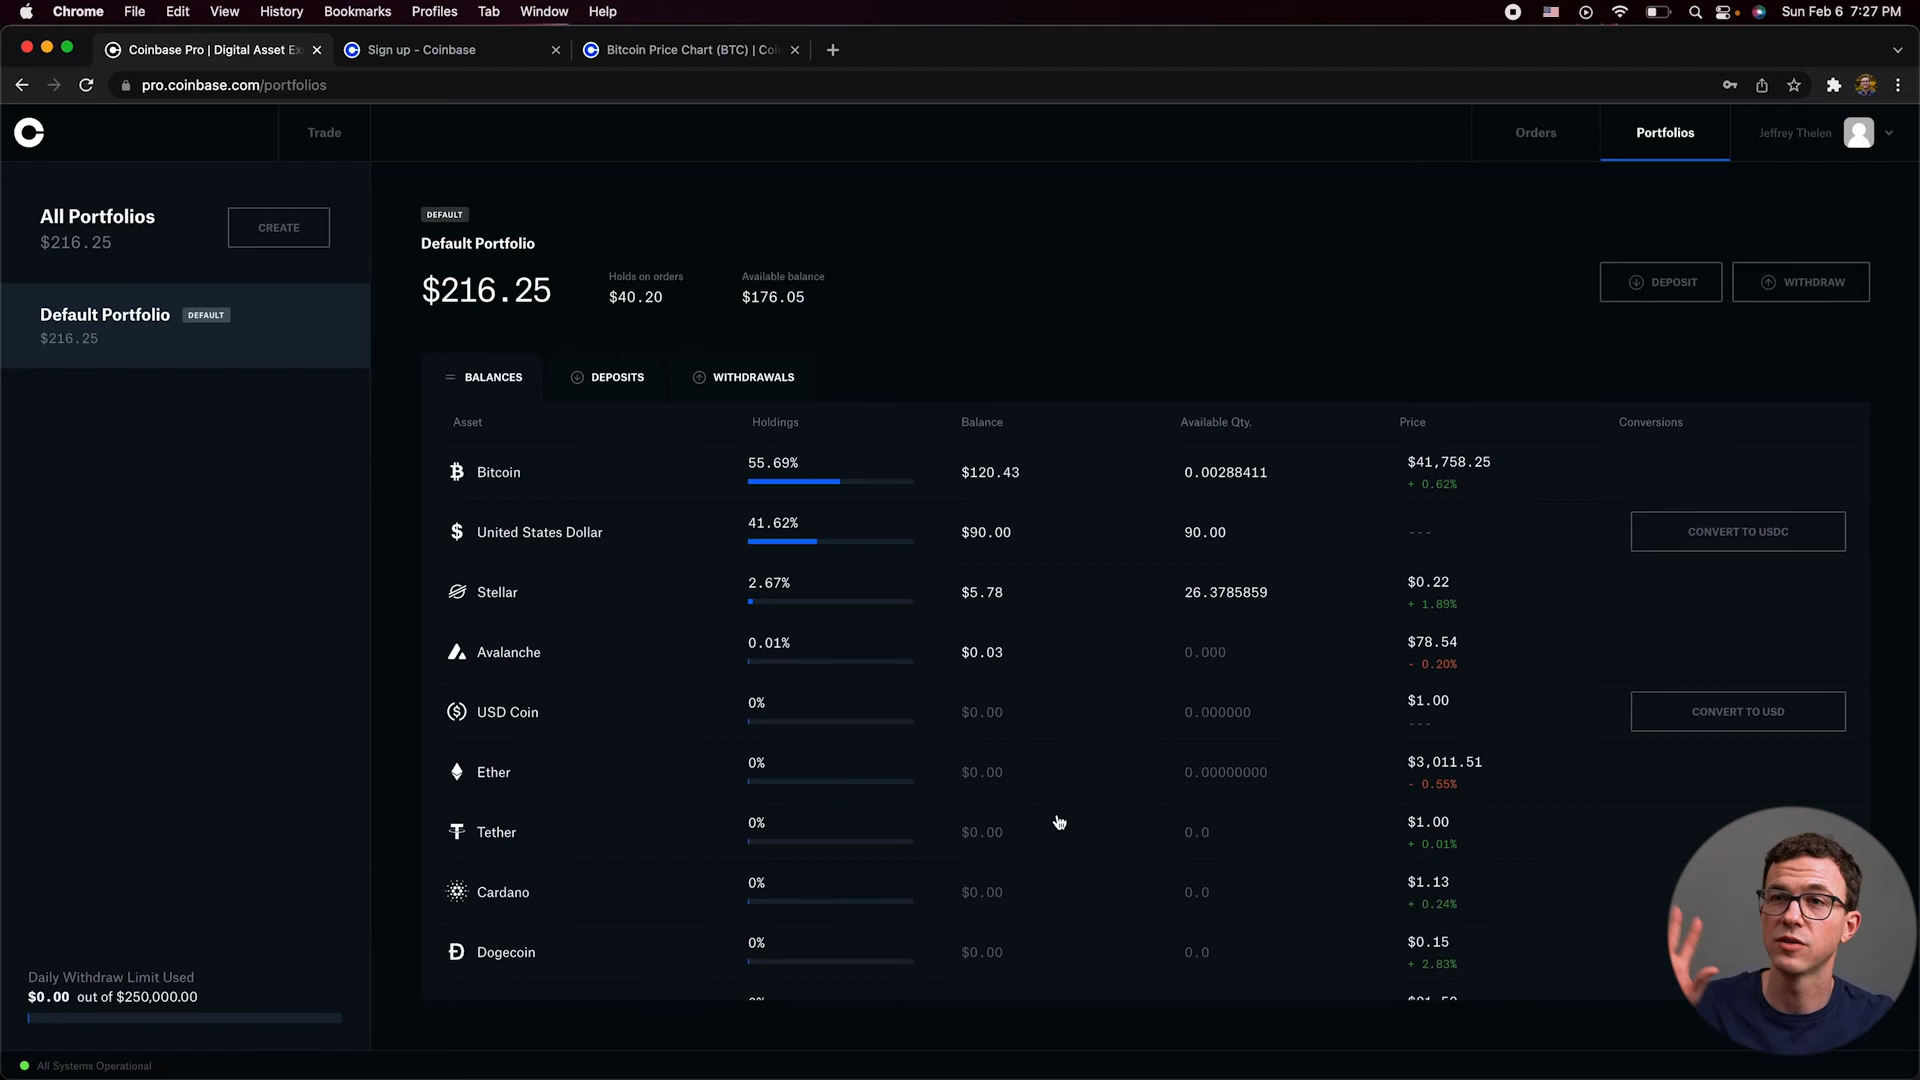 Chrome File Edit View History Bookmarks Profiles Tab Window Help Sun Feb 6 7:27 PM
Coinbase Pro | Digital Asset Ex Sign up - Coinbase Bitcoin Price Chart (BTC) | Coi
pro.coinbase.com/portfolios
Trade Orders Portfolios Jeffrey Thelen
All Portfolios
$216.25
CREATE
Default Portfolio DEFAULT
$216.25
DEFAULT
Default Portfolio
$216.25
Holds on orders
$40.20
Available balance
$176.05
DEPOSIT WITHDRAW
BALANCES DEPOSITS WITHDRAWALS
Asset Holdings Balance Available Qty. Price Conversions
Bitcoin 55.69% $120.43 0.00288411 $41,758.25
+ 0.62%
United States Dollar 41.62% $90.00 90.00 --- CONVERT TO USDC
Stellar 2.67% $5.78 26.3785859 $0.22
+ 1.89%
Avalanche 0.01% $0.03 0.000 $78.54
- 0.20%
USD Coin 0% $0.00 0.000000 $1.00 CONVERT TO USD
---
Ether 0% $0.00 0.00000000 $3,011.51
- 0.55%
Tether 0% $0.00 0.0 $1.00
+ 0.01%
Cardano 0% $0.00 0.0 $1.13
+ 0.24%
Dogecoin 0% $0.00 0.0 $0.15
+ 2.83%
Daily Withdraw Limit Used
$0.00 out of $250,000.00
All Systems Operational